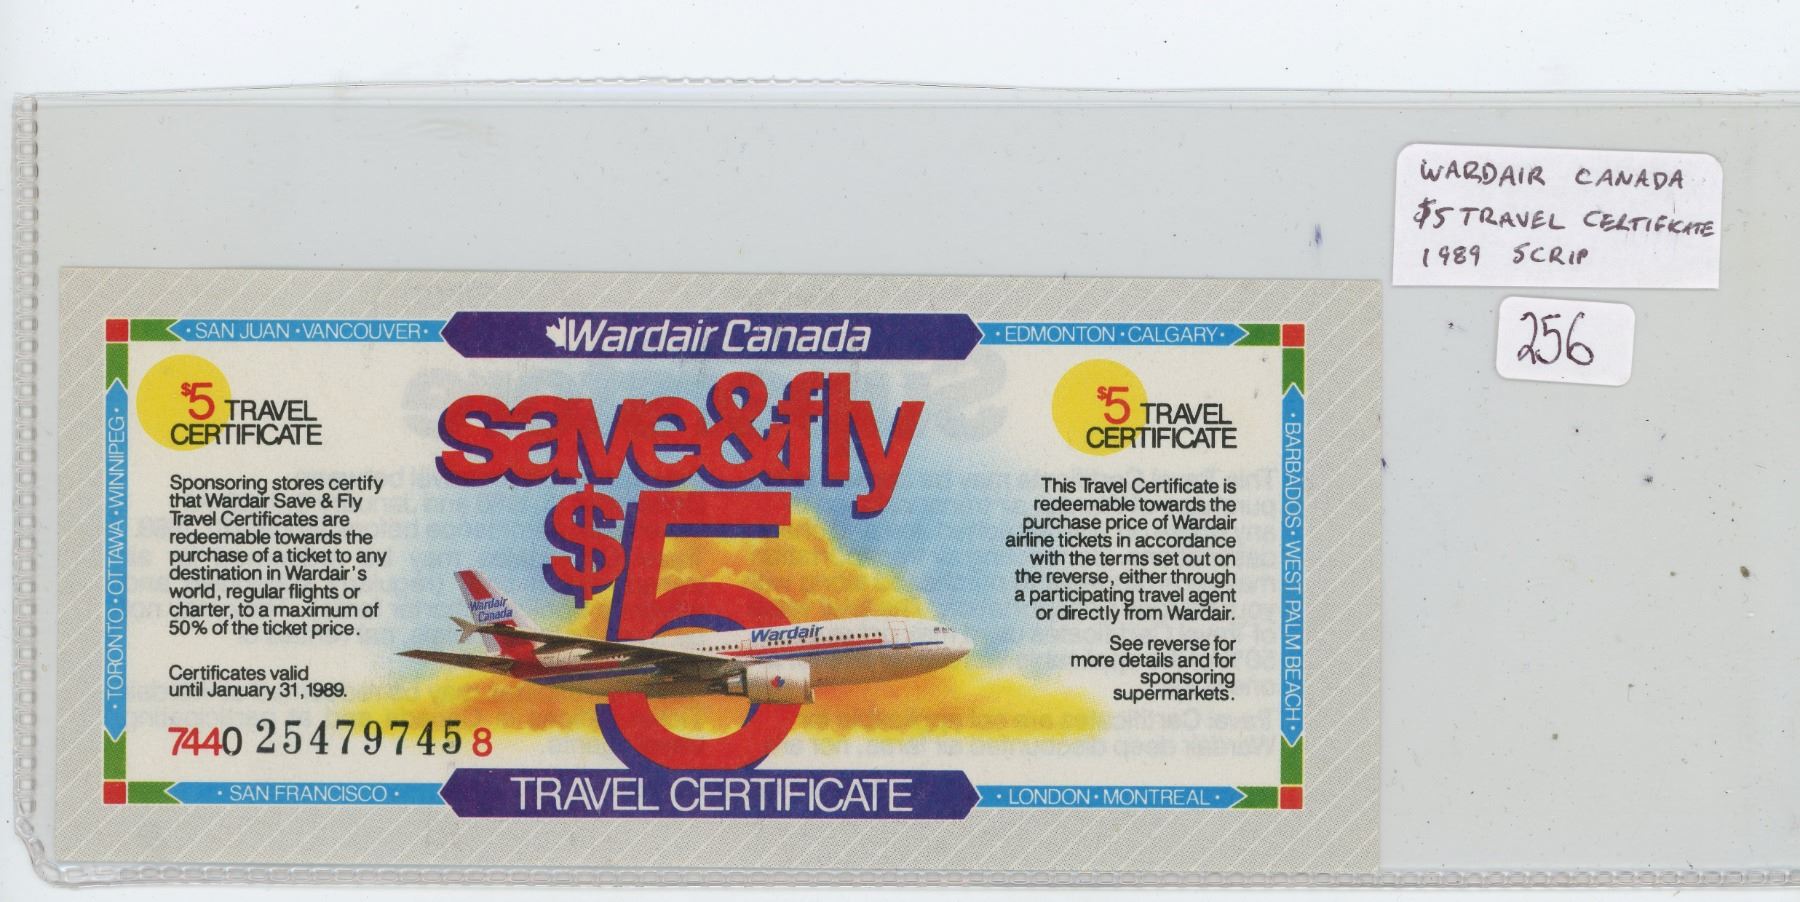 WARDAIR CANADA
$5 TRAVEL CERTIFICATE
1989 SCRIP
256
• SAN JUAN • VANCOUVER •
Wardair Canada
• EDMONTON • CALGARY •
• TORONTO • OTTAWA • WINNIPEG •
• BARBADOS • WEST PALM BEACH •
save&fly
$5
$5 TRAVEL
CERTIFICATE
Sponsoring stores certify
that Wardair Save & Fly
Travel Certificates are
redeemable towards the
purchase of a ticket to any
destination in Wardair's
world, regular flights or
charter, to a maximum of
50% of the ticket price.
Certificates valid
until January 31, 1989.
7440 25479745 8
Wardair
Canada
Wardair
$5 TRAVEL
CERTIFICATE
This Travel Certificate is
redeemable towards the
purchase price of Wardair
airline tickets in accordance
with the terms set out on
the reverse, either through
a participating travel agent
or directly from Wardair.
See reverse for
more details and for
sponsoring
supermarkets.
• SAN FRANCISCO •
TRAVEL CERTIFICATE
• LONDON • MONTREAL •